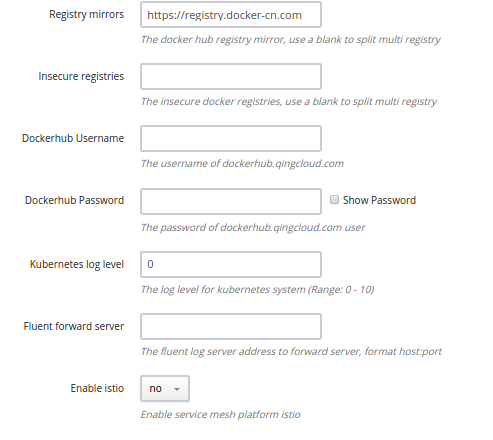 Registry mirrors https://registry.docker-cn.com
The docker hub registry mirror, use a blank to split multi registry
Insecure registries
The insecure docker registries, use a blank to split multi registry
Dockerhub Username
The username of dockerhub.qingcloud.com
Dockerhub Password Show Password
The password of dockerhub.qingcloud.com user
Kubernetes log level 0
The log level for kubernetes system (Range: 0 - 10)
Fluent forward server
The fluent log server address to forward server, format host:port
Enable istio no
Enable service mesh platform istio